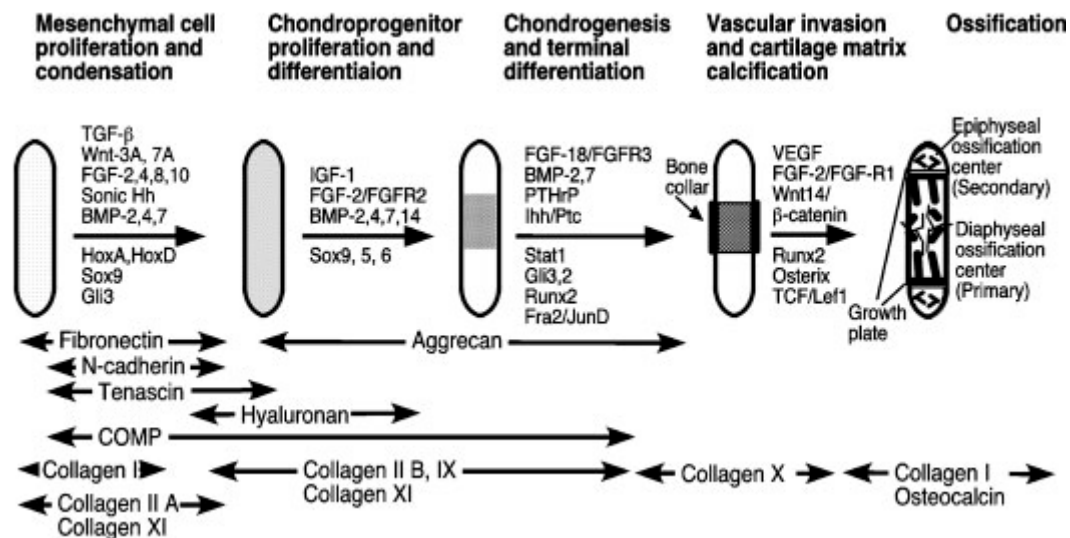 Mesenchymal cell
proliferation and
condensation
Chondroprogenitor
proliferation and
differentiaion
Chondrogenesis
and terminal
differentiation
Vascular invasion
and cartilage matrix
calcification
Ossification
TGF-β
Wnt-3A, 7A
FGF-2,4,8,10
Sonic Hh
BMP-2,4,7
HoxA,HoxD
Sox9
Gli3
IGF-1
FGF-2/FGFR2
BMP-2,4,7,14
Sox9, 5, 6
FGF-18/FGFR3
BMP-2,7
PTHrP
Ihh/Ptc
Stat1
Gli3,2
Runx2
Fra2/JunD
Bone
collar
VEGF
FGF-2/FGF-R1
Wnt14/
β-catenin
Runx2
Osterix
TCF/Lef1
Epiphyseal
ossification
center
(Secondary)
Diaphyseal
ossification
center
(Primary)
Growth
plate
Fibronectin
Aggrecan
N-cadherin
Tenascin
Hyaluronan
COMP
Collagen I
Collagen II B, IX
Collagen XI
Collagen X
Collagen I
Osteocalcin
Collagen II A
Collagen XI